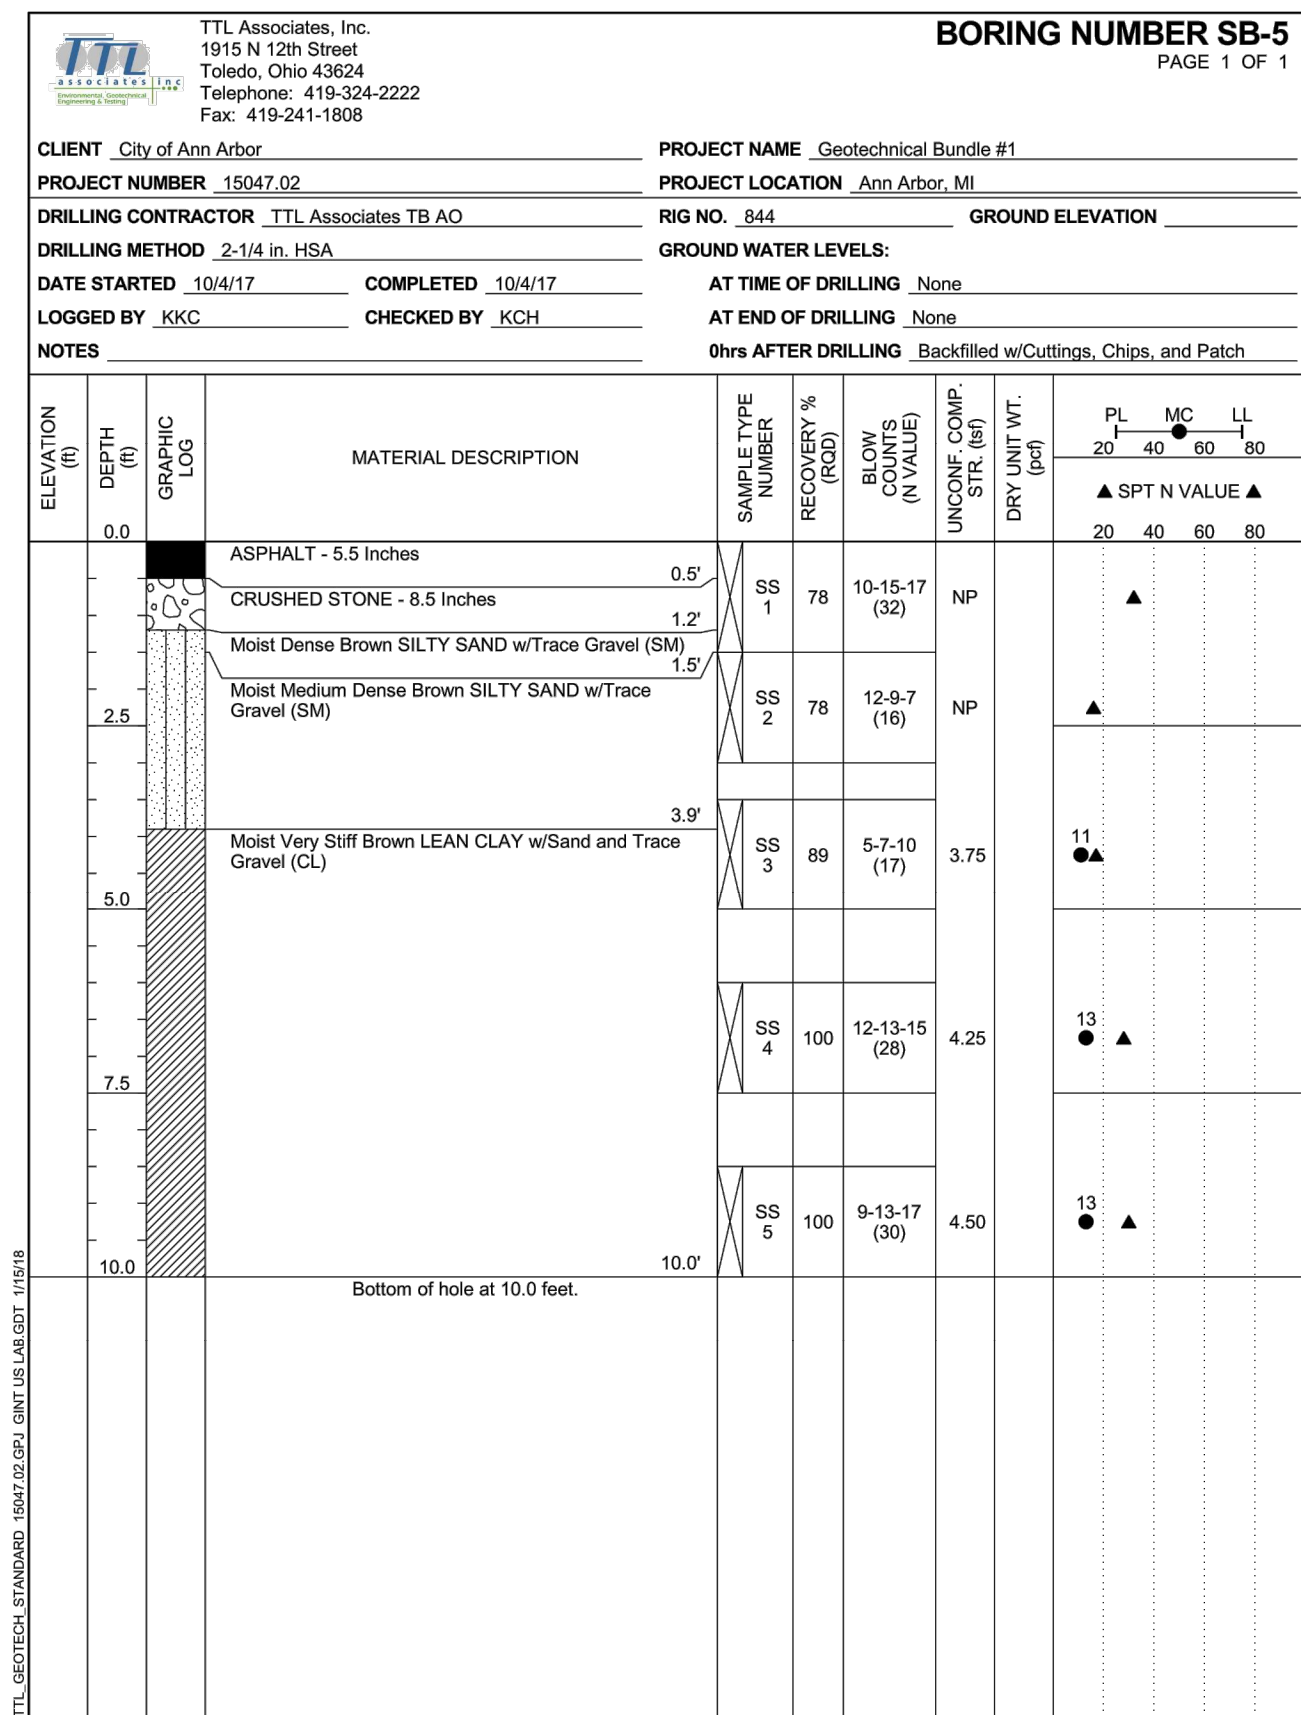 TTL
associates inc
Environmental, Geotechnical
Engineering & Testing
TTL Associates, Inc.
1915 N 12th Street
Toledo, Ohio 43624
Telephone: 419-324-2222
Fax: 419-241-1808
BORING NUMBER SB-5
PAGE 1 OF 1
CLIENT City of Ann Arbor
PROJECT NAME Geotechnical Bundle #1
PROJECT NUMBER 15047.02
PROJECT LOCATION Ann Arbor, MI
DRILLING CONTRACTOR TTL Associates TB AO
RIG NO. 844 GROUND ELEVATION
DRILLING METHOD 2-1/4 in. HSA
GROUND WATER LEVELS:
DATE STARTED 10/4/17 COMPLETED 10/4/17
AT TIME OF DRILLING None
LOGGED BY KKC CHECKED BY KCH
AT END OF DRILLING None
NOTES
0hrs AFTER DRILLING Backfilled w/Cuttings, Chips, and Patch
ELEVATION
(ft)
DEPTH
(ft)
0.0
GRAPHIC
LOG
MATERIAL DESCRIPTION
SAMPLE TYPE
NUMBER
RECOVERY %
(RQD)
BLOW
COUNTS
(N VALUE)
UNCONF. COMP.
STR. (tsf)
DRY UNIT WT.
(pcf)
PL MC LL
20 40 60 80
▲ SPT N VALUE ▲
20 40 60 80
ASPHALT - 5.5 Inches
0.5'
CRUSHED STONE - 8.5 Inches
1.2'
SS
1
78
10-15-17
(32)
NP
Moist Dense Brown SILTY SAND w/Trace Gravel (SM)
1.5'
Moist Medium Dense Brown SILTY SAND w/Trace
Gravel (SM)
2.5
SS
2
78
12-9-7
(16)
NP
3.9'
Moist Very Stiff Brown LEAN CLAY w/Sand and Trace
Gravel (CL)
SS
3
89
5-7-10
(17)
3.75
11
5.0
SS
4
100
12-13-15
(28)
4.25
13
7.5
SS
5
100
9-13-17
(30)
4.50
13
10.0
10.0'
Bottom of hole at 10.0 feet.
TTL_GEOTECH_STANDARD 15047.02.GPJ GINT US LAB.GDT 1/15/18